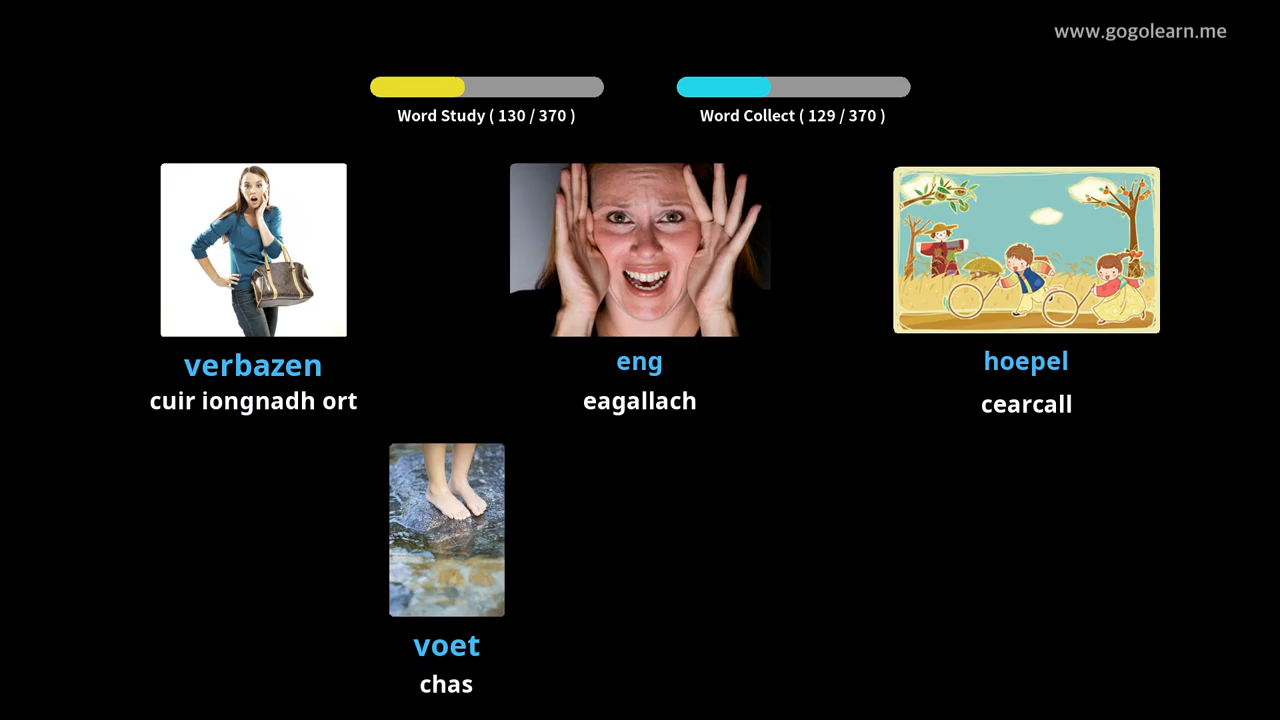 www.gogolearn.me
Word Study ( 130 / 370 )
Word Collect ( 129 / 370 )
verbazen
cuir iongnadh ort
eng
eagallach
hoepel
cearcall
voet
chas